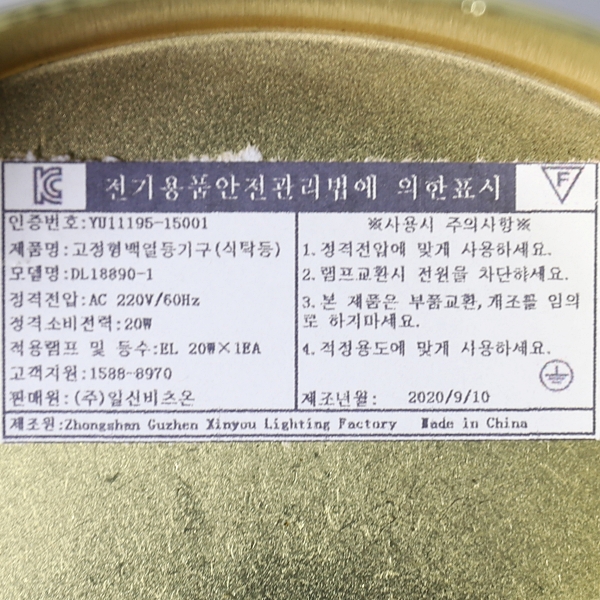 KC 전기용품안전관리법에 의한표시 F
인증번호:YU11195-15001
제품명:고정형백열등기구(식탁등)
모델명:DL18890-1
정격전압:AC 220V/60Hz
정격소비전력:20W
적용램프 및 등수:EL 20W×1EA
고객지원:1588-8970
판매원:(주)일신비츠온
※사용시 주의사항※
1.정격전압에 맞게 사용하세요.
2.램프교환시 전원을 차단하세요.
3.본 제품은 부품교환,개조를 임의
로 하지마세요.
4.적정용도에 맞게 사용하세요.
제조년월: 2020/9/10
제조원:Zhongshan Guzhen Xinyou Lighting Factory Made in China